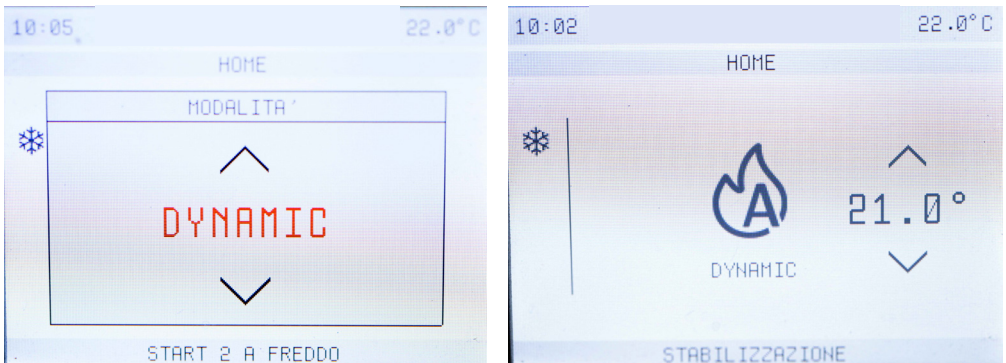 10:05 22.0°C
HOME
MODALITA'
DYNAMIC
START 2 A FREDDO
10:02 22.0°C
HOME
A
21.0°
DYNAMIC
STABILIZZAZIONE